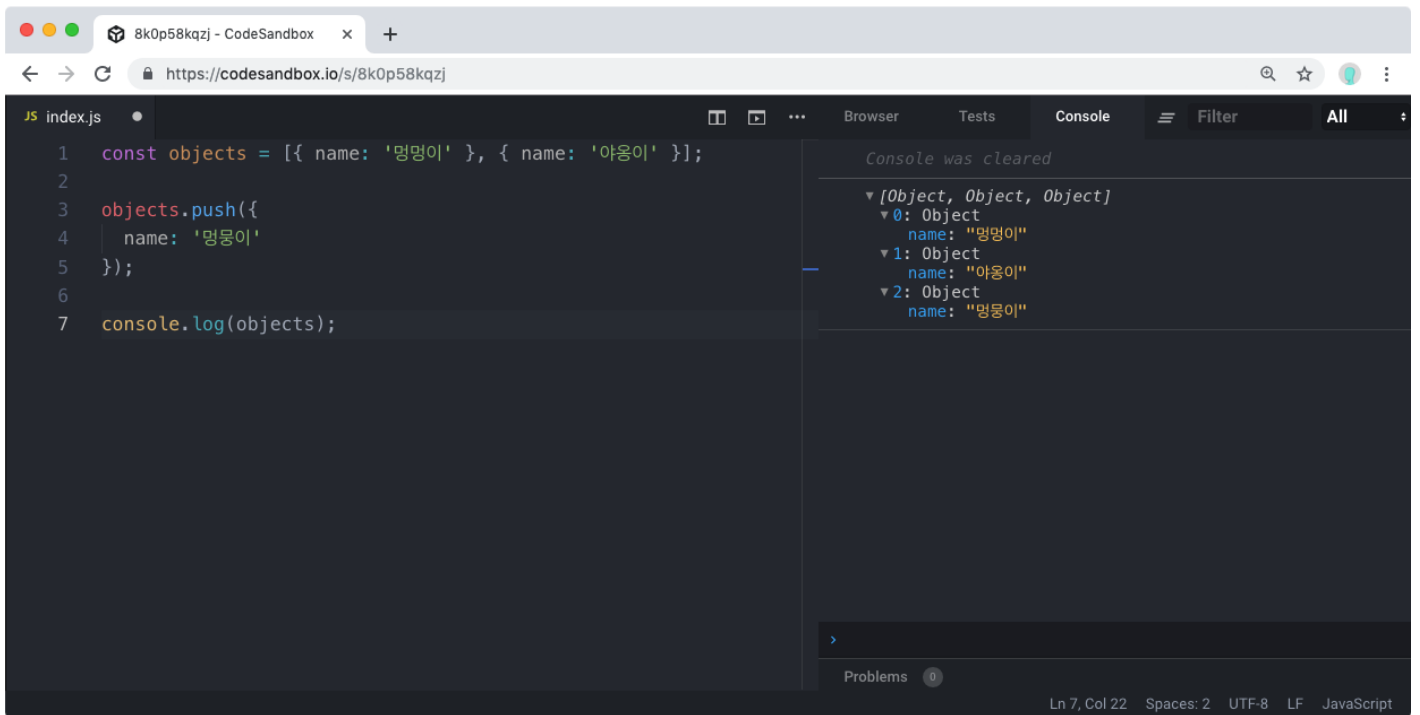 8k0p58kqzj - CodeSandbox
https://codesandbox.io/s/8k0p58kqzj
JS index.js
1 const objects = [{ name: '멍멍이' }, { name: '야옹이' }];
2
3 objects.push({
4 name: '멍뭉이'
5 });
6
7 console.log(objects);
Browser Tests Console Filter All
Console was cleared
[Object, Object, Object]
0: Object
name: "멍멍이"
1: Object
name: "야옹이"
2: Object
name: "멍뭉이"
Problems 0
Ln 7, Col 22 Spaces: 2 UTF-8 LF JavaScript